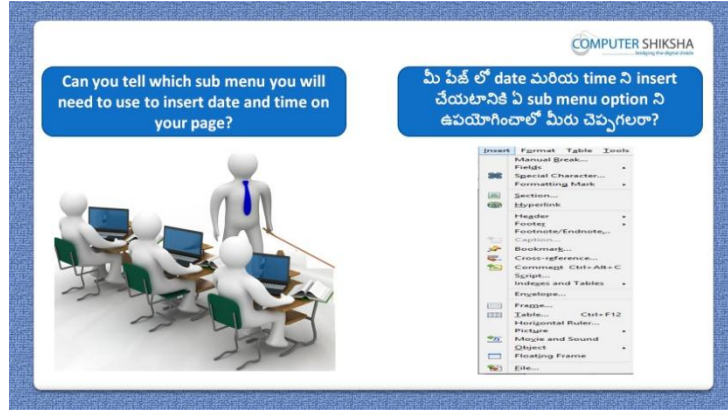 COMPUTER SHIKSHA
bridging the digital divide
Can you tell which sub menu you will
need to use to insert date and time on
your page?
మీ పేజ్ లో date మరియ time ని insert
చేయటానికి ఏ sub menu option ని
ఉపయోగించాలో మీరు చెప్పగలరా?
Insert Format Table Tools
Manual Break...
Fields
Special Character...
Formatting Mark
Section...
Hyperlink
Header
Footer
Footnote/Endnote...
Caption...
Bookmark...
Cross-reference...
Comment Ctrl+Alt+C
Script...
Indexes and Tables
Envelope...
Frame...
Table... Ctrl+F12
Horizontal Ruler...
Picture
Movie and Sound
Object
Floating Frame
File...